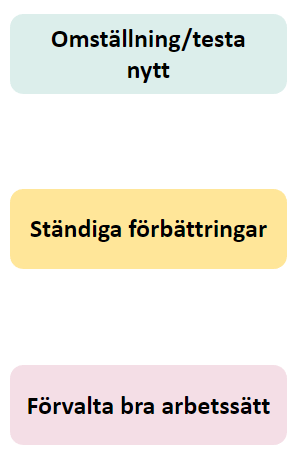 Omställning/testa
nytt
Ständiga förbättringar
Förvalta bra arbetssätt